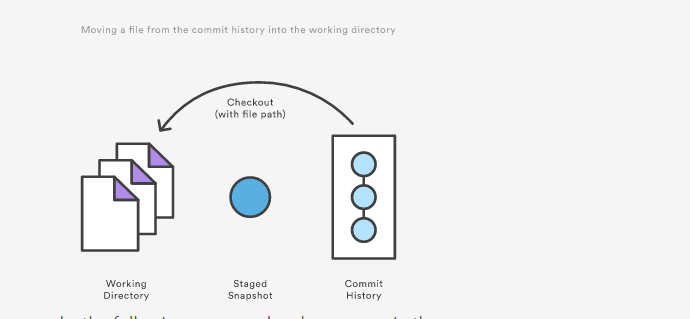 Moving a file from the commit history into the working directory
Checkout
(with file path)
Working
Directory
Staged
Snapshot
Commit
History